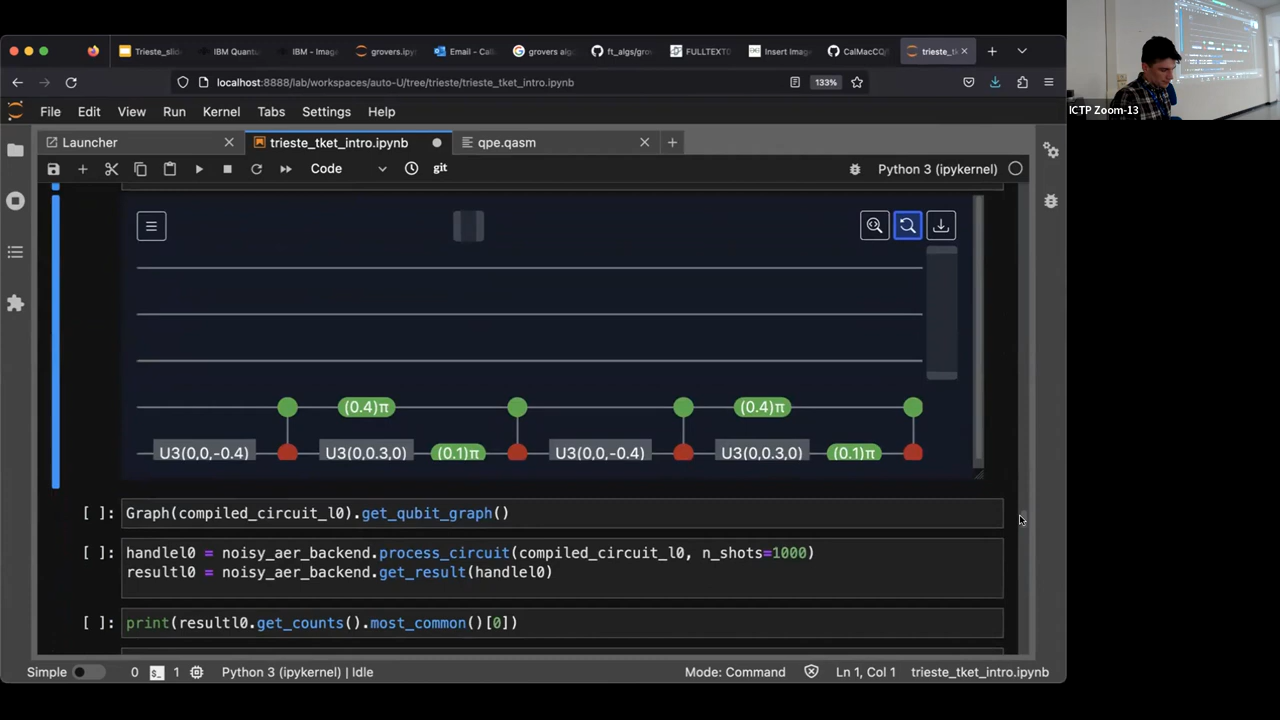 Trieste_slid
IBM Quantu
IBM - Image
grovers.ipy
Email - Cal
grovers alg
ft_algs/gro
FULLTEXT0
Insert Imag
CalMacCQ/
trieste_t
localhost:8888/lab/workspaces/auto-U/tree/trieste/trieste_tket_intro.ipynb
133%
ICTP Zoom-13
File Edit View Run Kernel Tabs Settings Help
Launcher
trieste_tket_intro.ipynb
qpe.qasm
Code
git
Python 3 (ipykernel)
(0.4)π (0.4)π
U3(0,0,-0.4) U3(0,0.3,0) (0.1)π U3(0,0,-0.4) U3(0,0.3,0) (0.1)π
[ ]: Graph(compiled_circuit_l0).get_qubit_graph()
[ ]: handlel0 = noisy_aer_backend.process_circuit(compiled_circuit_l0, n_shots=1000)
resultl0 = noisy_aer_backend.get_result(handlel0)
[ ]: print(resultl0.get_counts().most_common()[0])
Simple 0 1 Python 3 (ipykernel) | Idle Mode: Command Ln 1, Col 1 trieste_tket_intro.ipynb